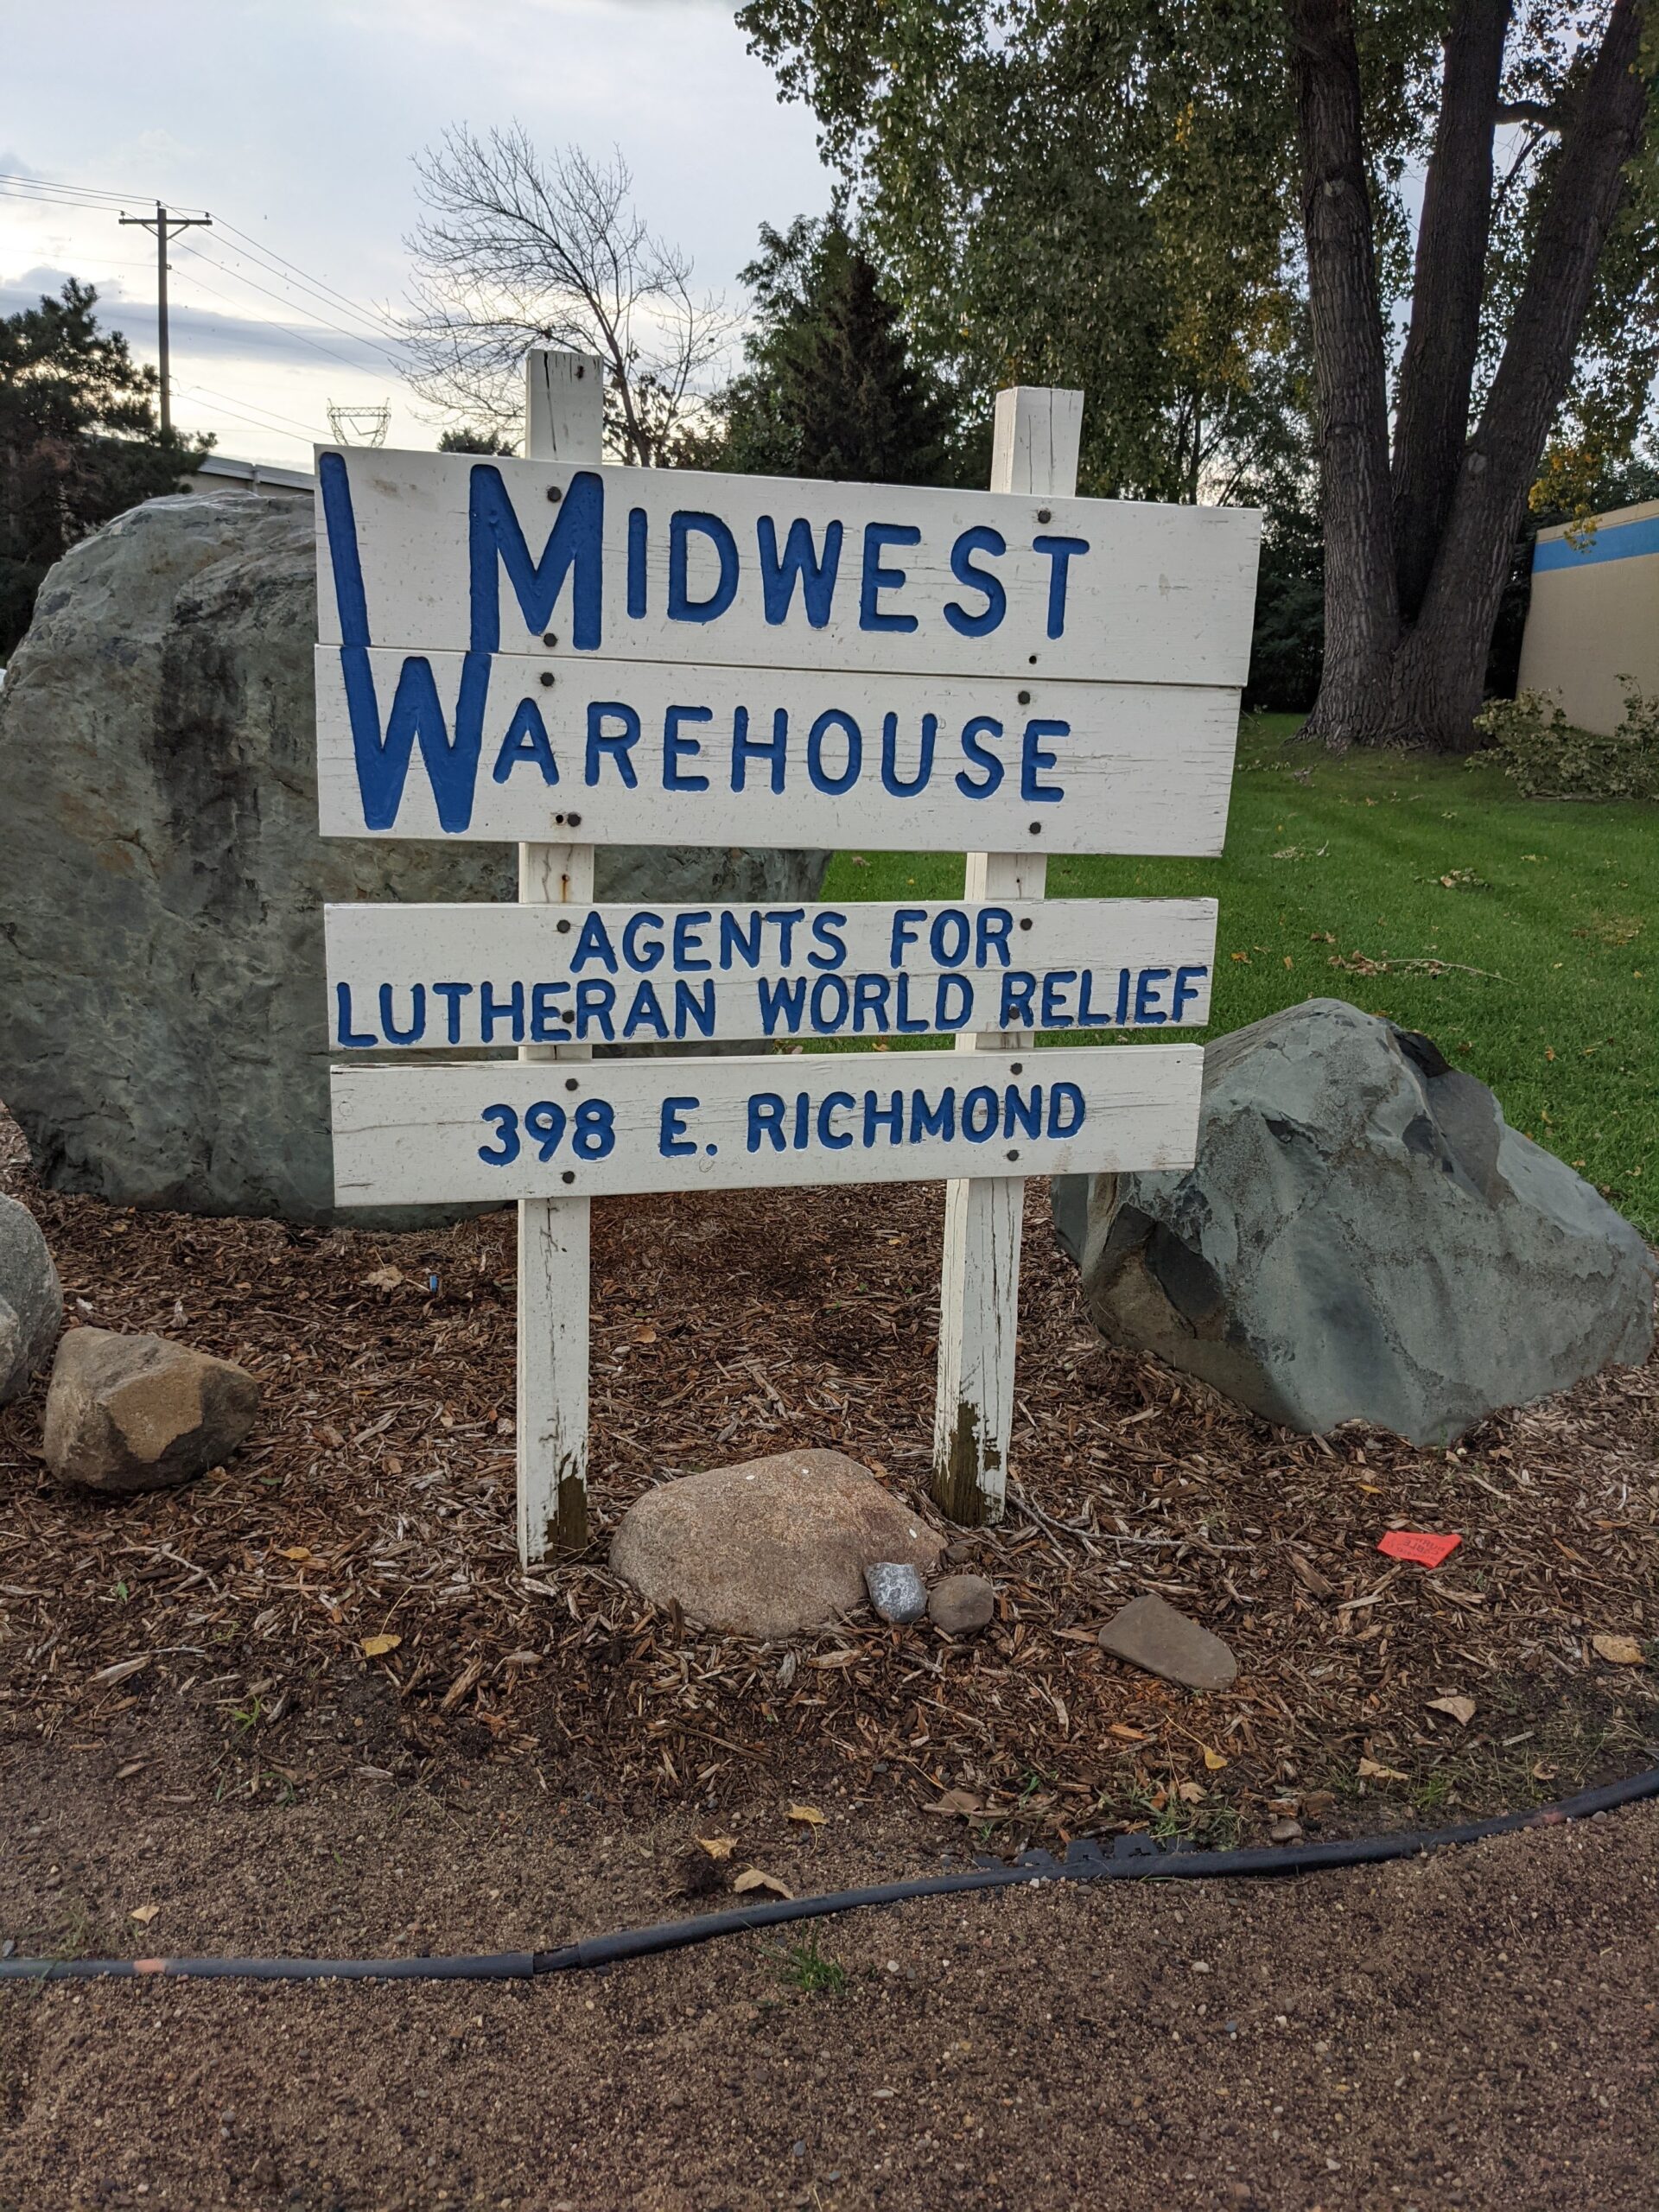 MIDWEST
WAREHOUSE
AGENTS FOR
LUTHERAN WORLD RELIEF
398 E. RICHMOND